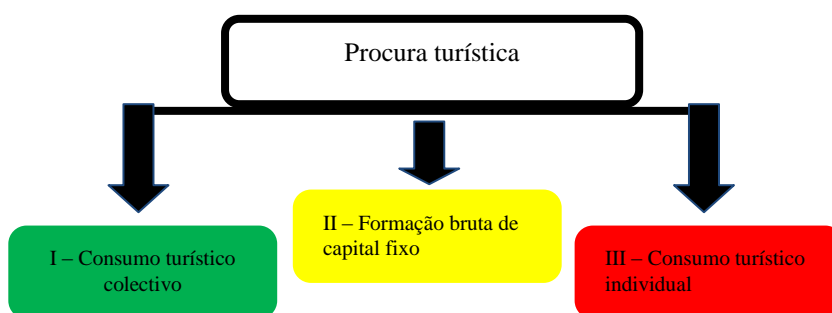 Procura turística
I – Consumo turístico
colectivo
II – Formação bruta de
capital fixo
III – Consumo turístico
individual